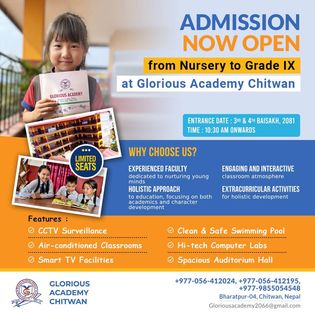 ADMISSION
NOW OPEN
from Nursery to Grade IX
at Glorious Academy Chitwan
GLORIOUS ACADEMY
ENTRANCE DATE : 3rd & 4th BAISAKH, 2081
TIME : 10:30 AM ONWARDS
LIMITED
SEATS
WHY CHOOSE US?
EXPERIENCED FACULTY
dedicated to nurturing young
minds
HOLISTIC APPROACH
to education, focusing on both
academics and character
development
ENGAGING AND INTERACTIVE
classroom atmosphere
EXTRACURRICULAR ACTIVITIES
for holistic development
Features :
CCTV Surveillance
Air-conditioned Classrooms
Smart TV Facilities
Clean & Safe Swimming Pool
Hi-tech Computer Labs
Spacious Auditorium Hall
GLORIOUS
ACADEMY
CHITWAN
+977-056-412024, +977-056-412195,
+977-9855054548
Bharatpur-04, Chitwan, Nepal
Gloriousacademy2066@gmail.com